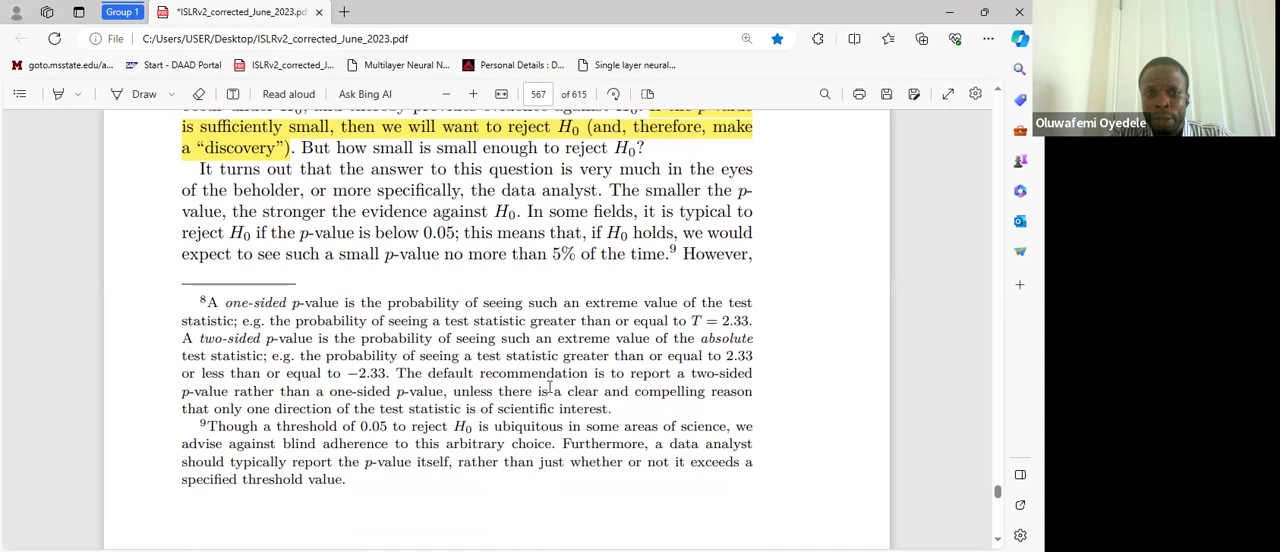 Group 1
*ISLRv2_corrected_June_2023.pdf
File
C:/Users/USER/Desktop/ISLRv2_corrected_June_2023.pdf
goto.msstate.edu/a...
Start - DAAD Portal
ISLRv2_corrected_J...
Multilayer Neural N...
Personal Details : D...
Single layer neural...
Draw
Read aloud
Ask Bing AI
567
of 615
is sufficiently small, then we will want to reject H0 (and, therefore, make
a “discovery”). But how small is small enough to reject H0?
It turns out that the answer to this question is very much in the eyes
of the beholder, or more specifically, the data analyst. The smaller the p-
value, the stronger the evidence against H0. In some fields, it is typical to
reject H0 if the p-value is below 0.05; this means that, if H0 holds, we would
expect to see such a small p-value no more than 5% of the time.9 However,
8A one-sided p-value is the probability of seeing such an extreme value of the test
statistic; e.g. the probability of seeing a test statistic greater than or equal to T = 2.33.
A two-sided p-value is the probability of seeing such an extreme value of the absolute
test statistic; e.g. the probability of seeing a test statistic greater than or equal to 2.33
or less than or equal to −2.33. The default recommendation is to report a two-sided
p-value rather than a one-sided p-value, unless there is a clear and compelling reason
that only one direction of the test statistic is of scientific interest.
9Though a threshold of 0.05 to reject H0 is ubiquitous in some areas of science, we
advise against blind adherence to this arbitrary choice. Furthermore, a data analyst
should typically report the p-value itself, rather than just whether or not it exceeds a
specified threshold value.
Oluwafemi Oyedele